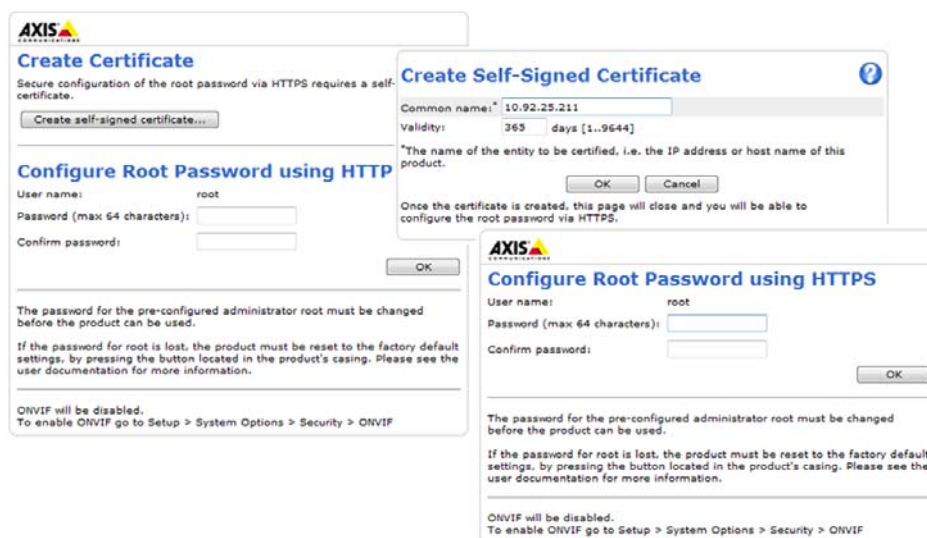 AXIS
COMMUNICATIONS
Create Certificate
Secure configuration of the root password via HTTPS requires a self-
certificate.
Create self-signed certificate...
Configure Root Password using HTTP
User name: root
Password (max 64 characters):
Confirm password:
OK
The password for the pre-configured administrator root must be changed
before the product can be used.
If the password for root is lost, the product must be reset to the factory default
settings, by pressing the button located in the product's casing. Please see the
user documentation for more information.
ONVIF will be disabled.
To enable ONVIF go to Setup > System Options > Security > ONVIF
Create Self-Signed Certificate
?
Common name:* 10.92.25.211
Validity: 365 days [1..9644]
*The name of the entity to be certified, i.e. the IP address or host name of this
product.
OK Cancel
Once the certificate is created, this page will close and you will be able to
configure the root password via HTTPS.
AXIS
COMMUNICATIONS
Configure Root Password using HTTPS
User name: root
Password (max 64 characters):
Confirm password:
OK
The password for the pre-configured administrator root must be changed
before the product can be used.
If the password for root is lost, the product must be reset to the factory default
settings, by pressing the button located in the product's casing. Please see the
user documentation for more information.
ONVIF will be disabled.
To enable ONVIF go to Setup > System Options > Security > ONVIF